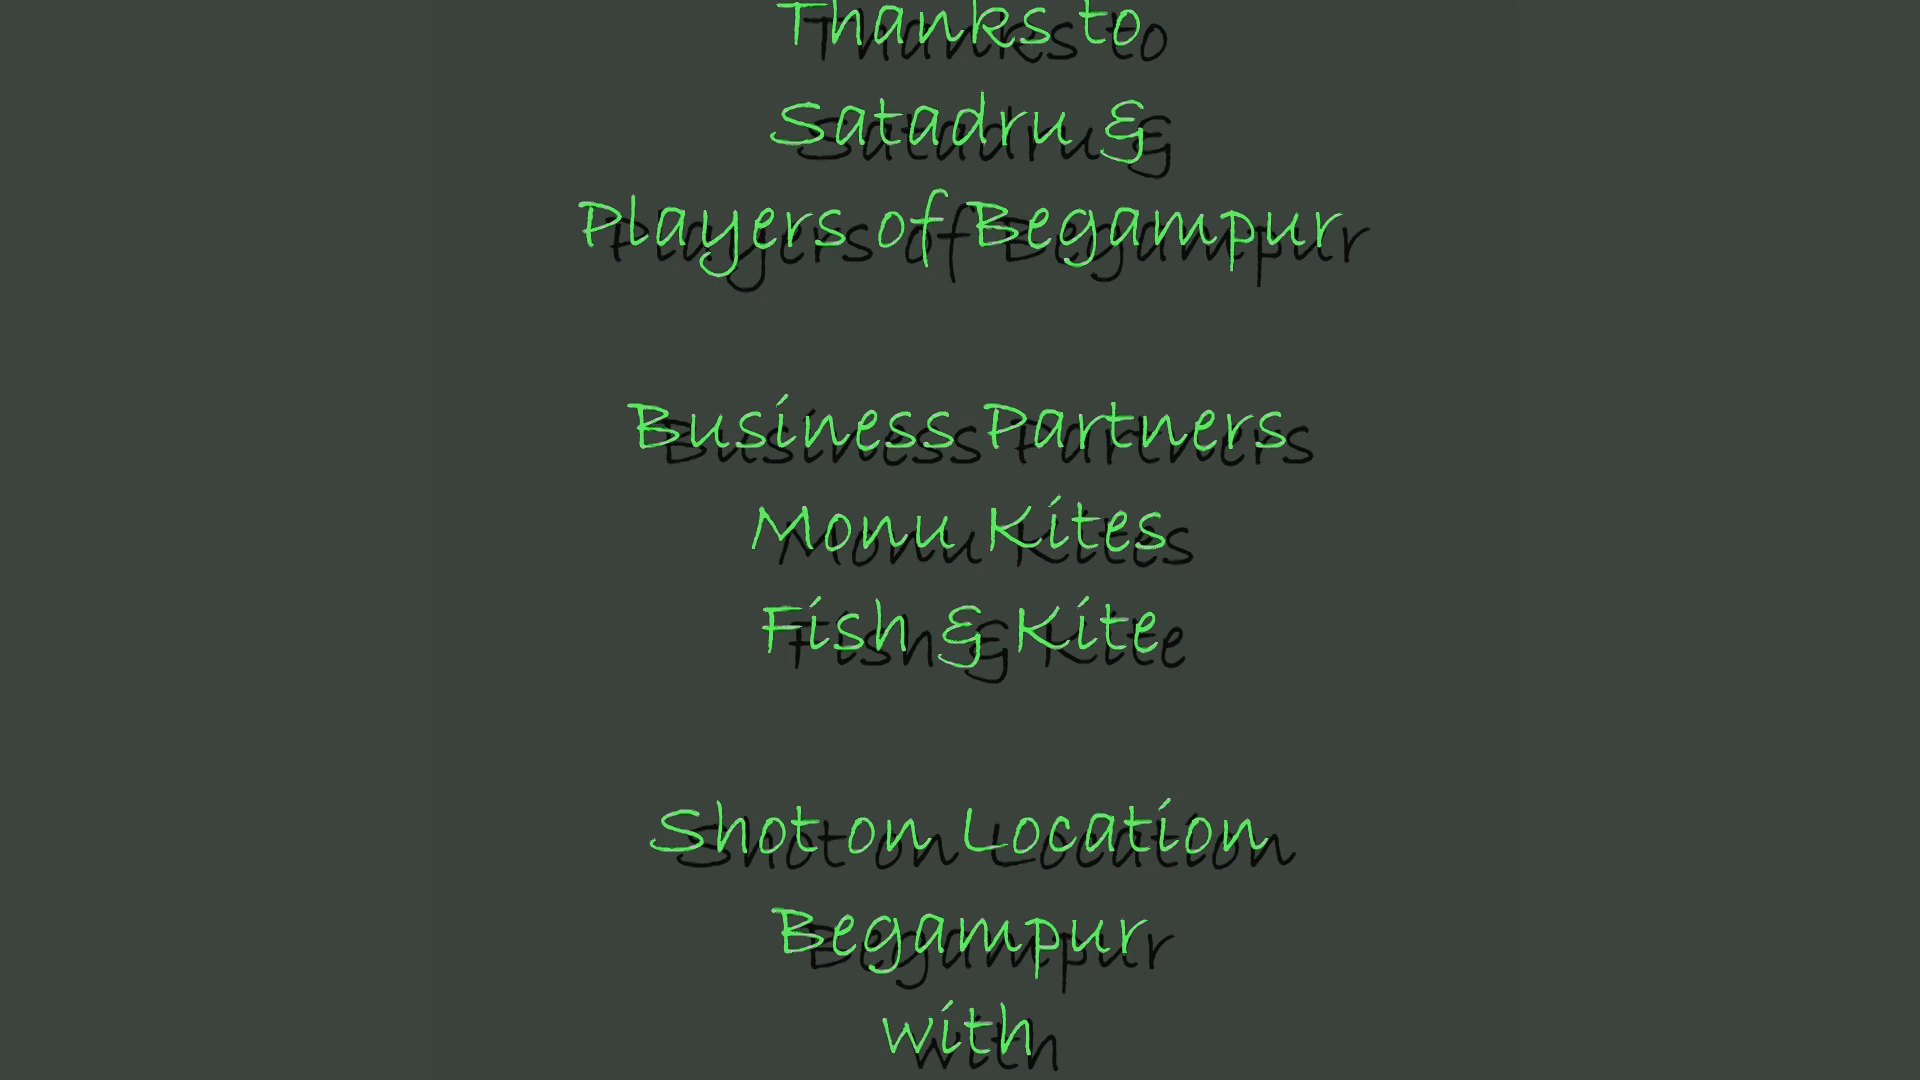 Thanks to
Satadru &
Players of Begampur
Business Partners
Monu Kites
Fish & Kite
Shot on Location
Begampur
with